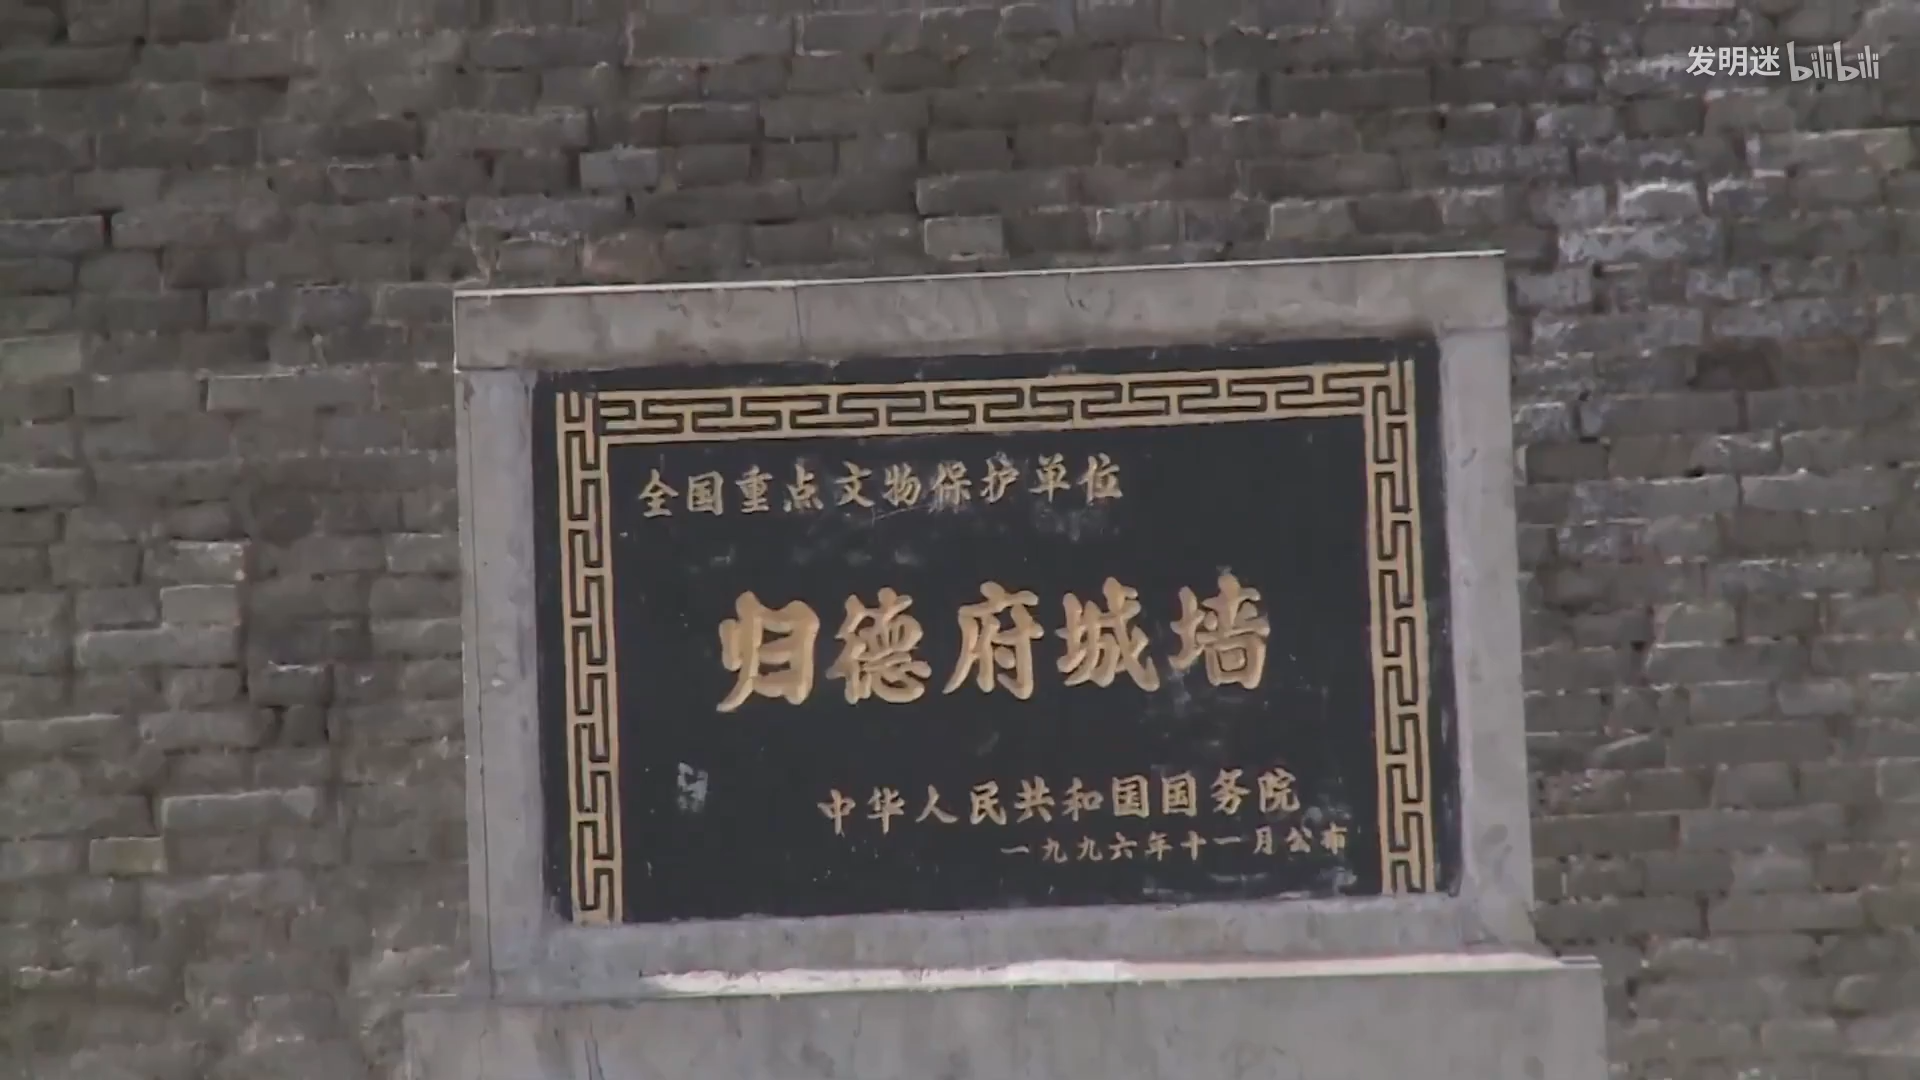 发明迷 bilibili
全国重点文物保护单位
归德府城墙
中华人民共和国国务院
一九九六年十一月公布